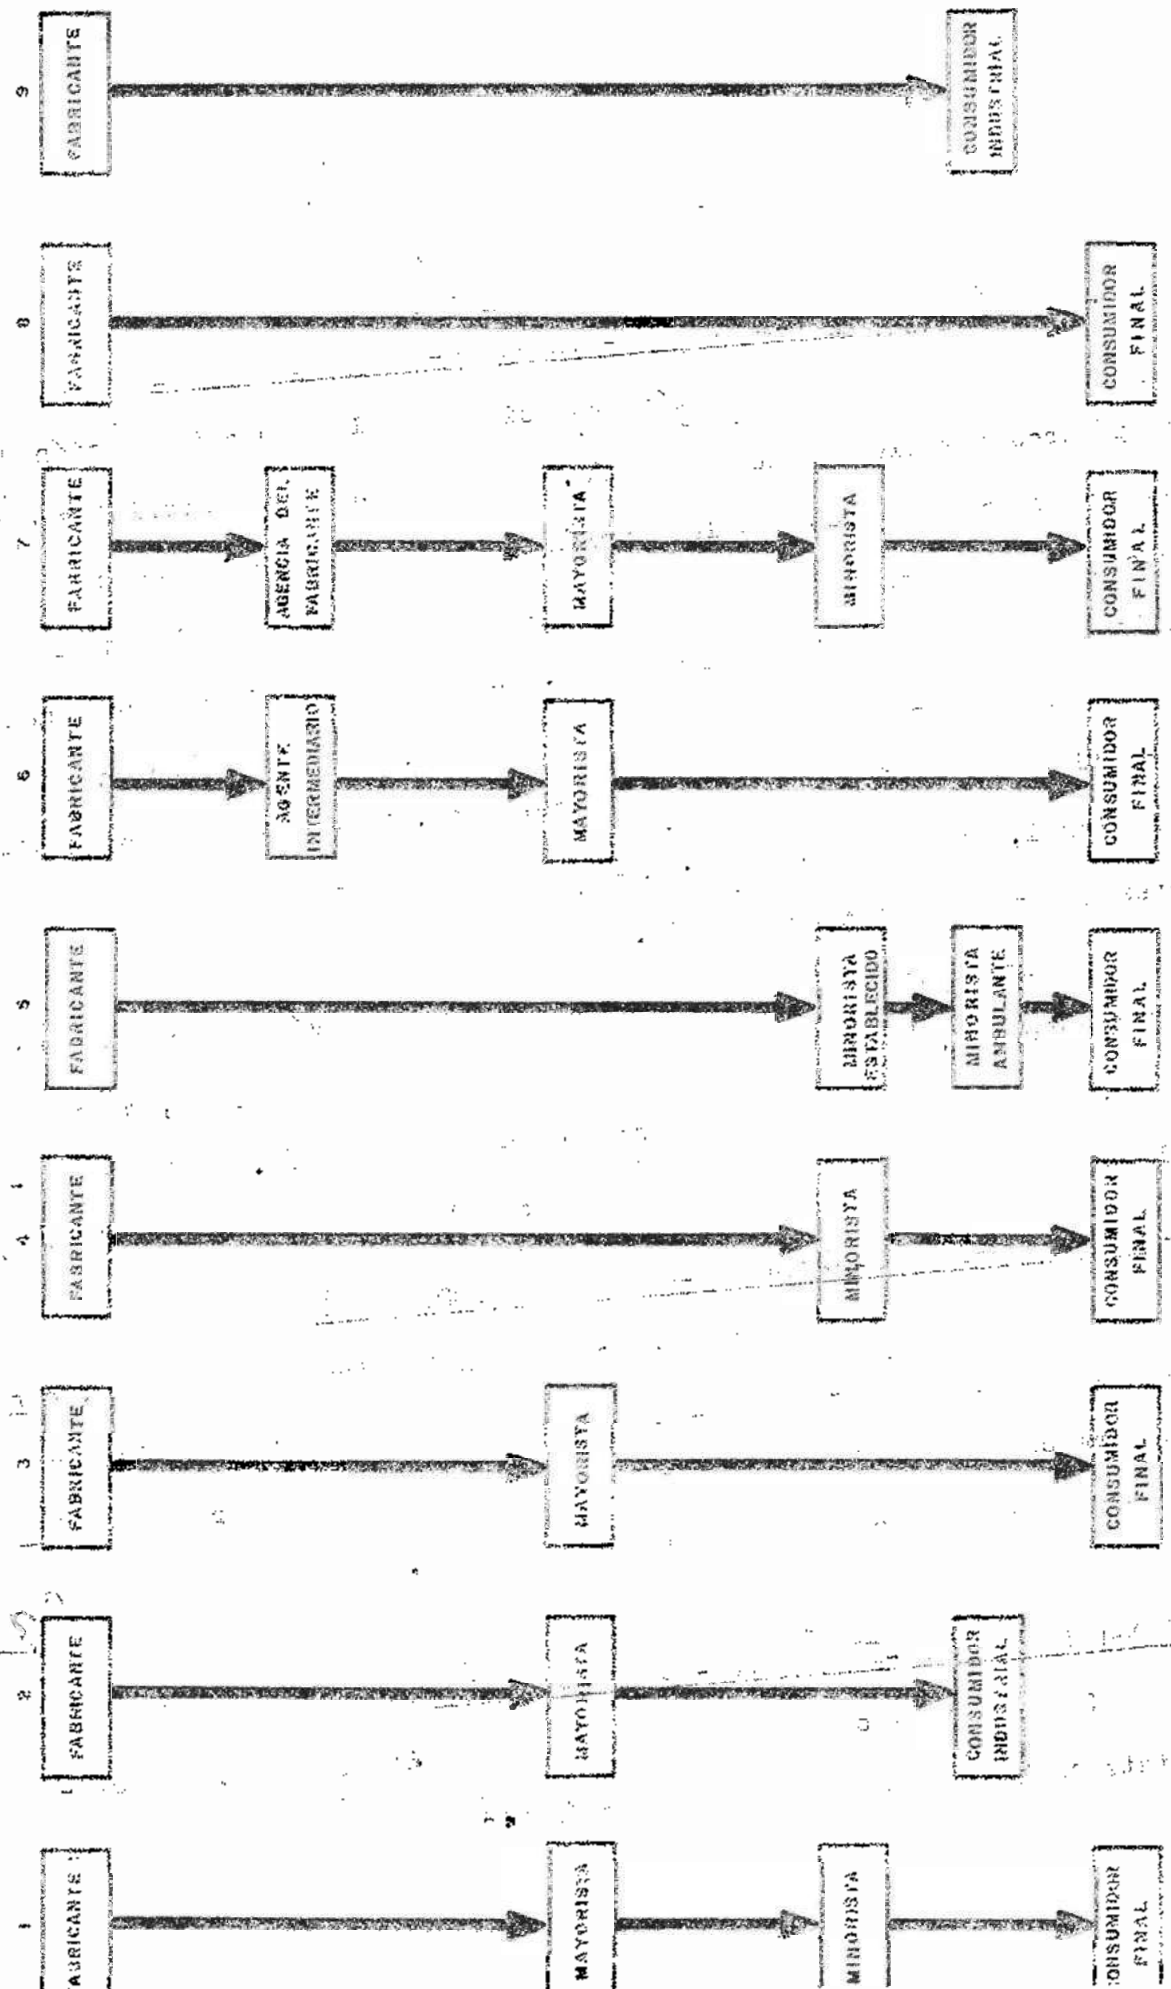 1
FABRICANTE
MAYORISTA
MINORISTA
CONSUMIDOR
FINAL
2
FABRICANTE
MAYORISTA
CONSUMIDOR
INDUSTRIAL
3
FABRICANTE
MAYORISTA
CONSUMIDOR
FINAL
4
FABRICANTE
MINORISTA
CONSUMIDOR
FINAL
5
FABRICANTE
MINORISTA
ESTABLECIDO
MINORISTA
AMBULANTE
CONSUMIDOR
FINAL
6
FABRICANTE
AGENTE
INTERMEDIARIO
MAYORISTA
CONSUMIDOR
FINAL
7
FABRICANTE
AGENCIA DEL
FABRICANTE
MAYORISTA
MINORISTA
CONSUMIDOR
FINAL
8
FABRICANTE
CONSUMIDOR
FINAL
9
FABRICANTE
CONSUMIDOR
INDUSTRIAL